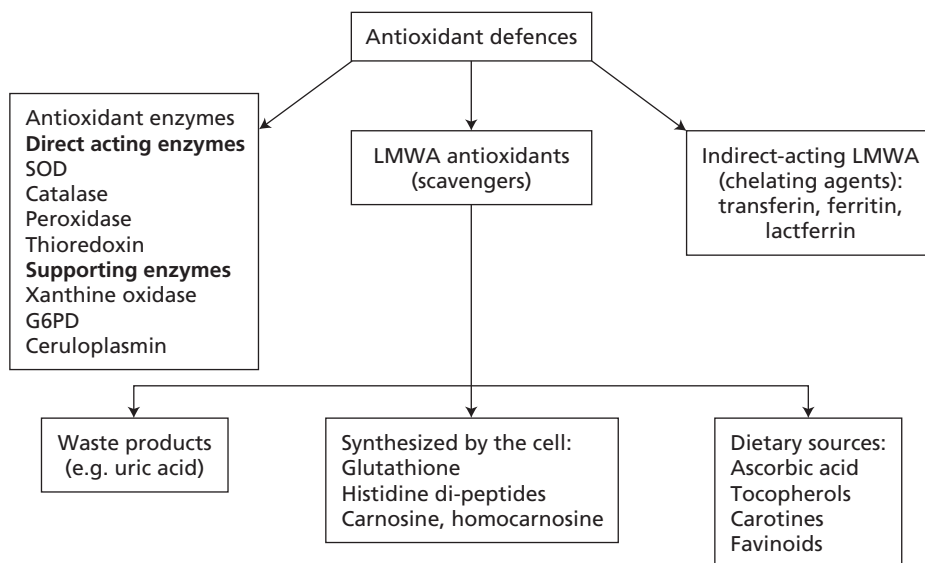 Antioxidant defences
Antioxidant enzymes
Direct acting enzymes
SOD
Catalase
Peroxidase
Thioredoxin
Supporting enzymes
Xanthine oxidase
G6PD
Ceruloplasmin
LMWA antioxidants
(scavengers)
Indirect-acting LMWA
(chelating agents):
transferin, ferritin,
lactferrin
Waste products
(e.g. uric acid)
Synthesized by the cell:
Glutathione
Histidine di-peptides
Carnosine, homocarnosine
Dietary sources:
Ascorbic acid
Tocopherols
Carotines
Favinoids